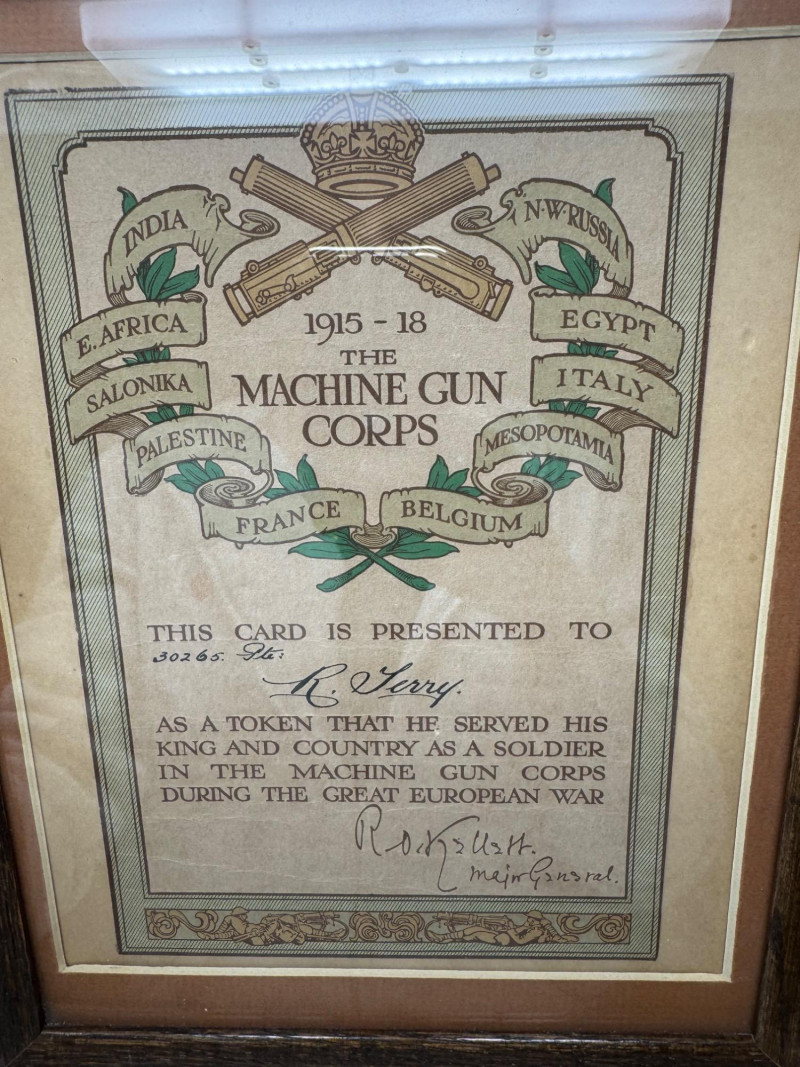 INDIA
N·W·RUSSIA
E. AFRICA
EGYPT
SALONIKA
ITALY
PALESTINE
MESOPOTAMIA
FRANCE
BELGIUM
1915 - 18
THE
MACHINE GUN
CORPS
THIS CARD IS PRESENTED TO
30265. Pte:
R. Terry.
AS A TOKEN THAT HE SERVED HIS
KING AND COUNTRY AS A SOLDIER
IN THE MACHINE GUN CORPS
DURING THE GREAT EUROPEAN WAR
R O. Kellett.
Major General.